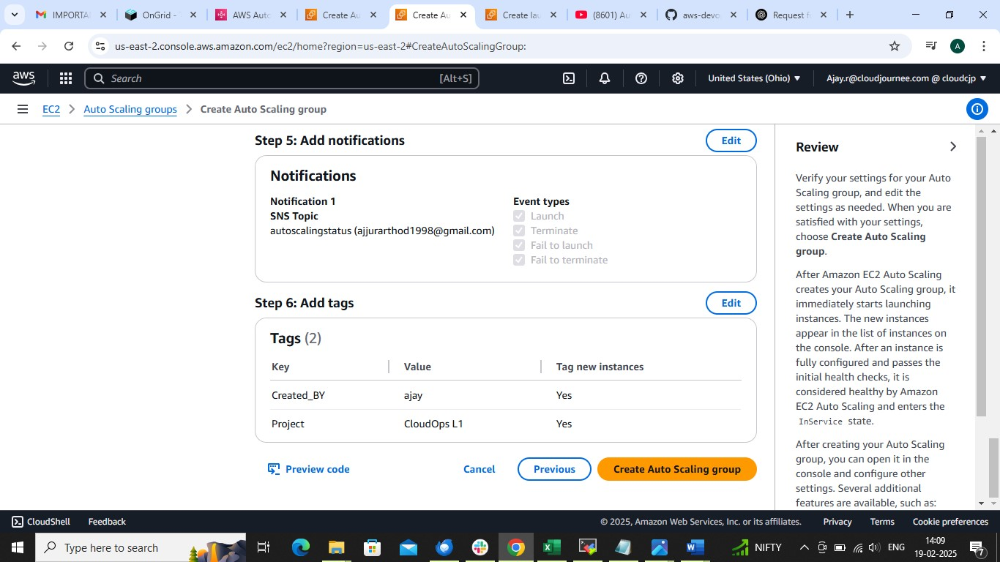 IMPORTA
OnGrid -
AWS Auto
Create Au
Create Au
Create lau
(8601) Au
aws-devo
Request f
us-east-2.console.aws.amazon.com/ec2/home?region=us-east-2#CreateAutoScalingGroup:
A
aws
Search
[Alt+S]
United States (Ohio)
Ajay.r@cloudjournee.com @ cloudcjp
EC2
Auto Scaling groups
Create Auto Scaling group
Step 5: Add notifications
Edit
Notifications
Notification 1
SNS Topic
autoscalingstatus (ajjurarthod1998@gmail.com)
Event types
Launch
Terminate
Fail to launch
Fail to terminate
Step 6: Add tags
Edit
Tags (2)
Key Value Tag new instances
Created_BY ajay Yes
Project CloudOps L1 Yes
Preview code
Cancel
Previous
Create Auto Scaling group
Review
Verify your settings for your Auto
Scaling group, and edit the
settings as needed. When you are
satisfied with your settings,
choose Create Auto Scaling
group.
After Amazon EC2 Auto Scaling
creates your Auto Scaling group, it
immediately starts launching
instances. The new instances
appear in the list of instances on
the console. After an instance is
fully configured and passes the
initial health checks, it is
considered healthy by Amazon
EC2 Auto Scaling and enters the
InService state.
After creating your Auto Scaling
group, you can open it in the
console and configure other
settings. Several additional
features are available, such as:
CloudShell
Feedback
© 2025, Amazon Web Services, Inc. or its affiliates.
Privacy
Terms
Cookie preferences
Type here to search
NIFTY
ENG
14:09
19-02-2025
7